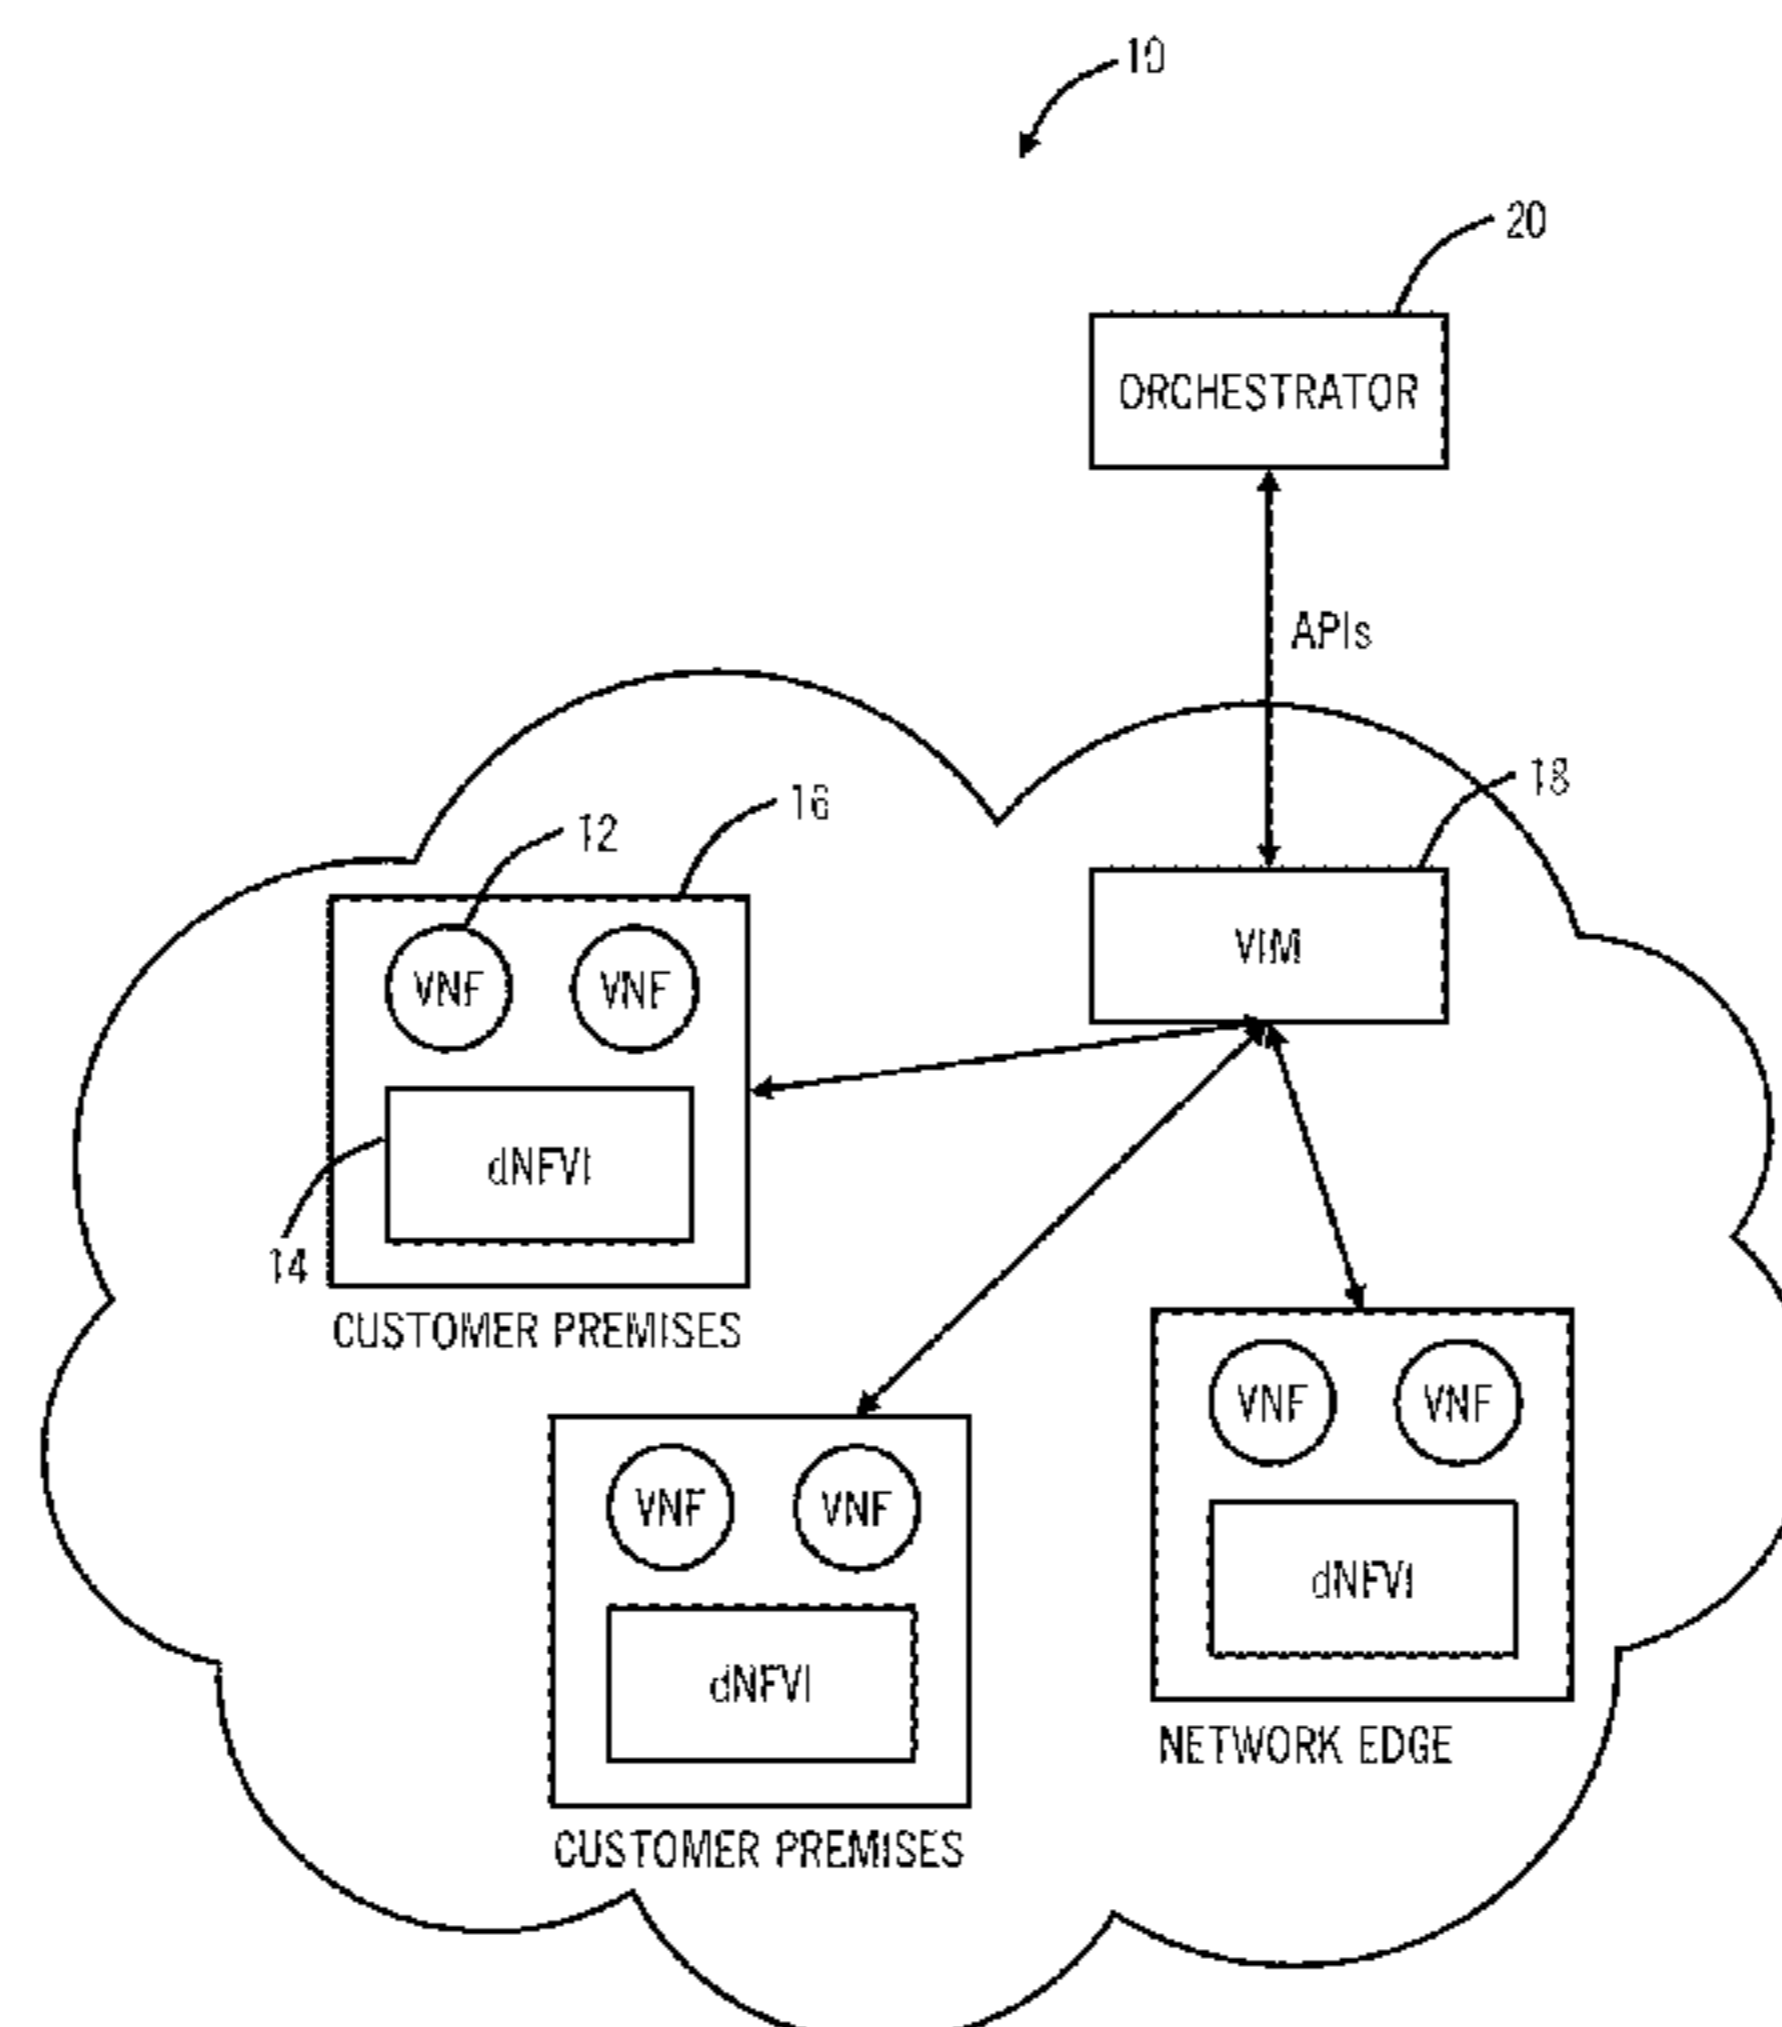 10
20
ORCHESTRATOR
APIs
18
16
12
VIM
VNF VNF
dNFVI
14
CUSTOMER PREMISES
VNF VNF
dNFVI
NETWORK EDGE
VNF VNF
dNFVI
CUSTOMER PREMISES